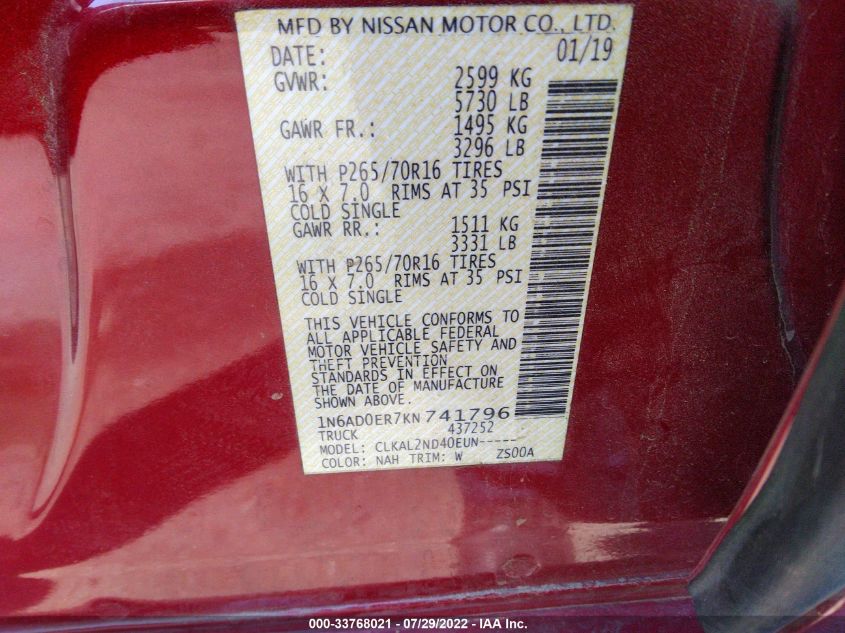 MFD BY NISSAN MOTOR CO., LTD.
DATE: 01/19
GVWR: 2599 KG
5730 LB
GAWR FR.: 1495 KG
3296 LB
WITH P265/70R16 TIRES
16 X 7.0 RIMS AT 35 PSI
COLD SINGLE
GAWR RR.: 1511 KG
3331 LB
WITH P265/70R16 TIRES
16 X 7.0 RIMS AT 35 PSI
COLD SINGLE
THIS VEHICLE CONFORMS TO
ALL APPLICABLE FEDERAL
MOTOR VEHICLE SAFETY AND
THEFT PREVENTION
STANDARDS IN EFFECT ON
THE DATE OF MANUFACTURE
SHOWN ABOVE.
1N6AD0ER7KN741796
TRUCK 437252
MODEL: CLKAL2ND40EUN-----
COLOR: NAH TRIM: W ZS00A
000-33768021 / 07/29/2022 - IAA Inc.